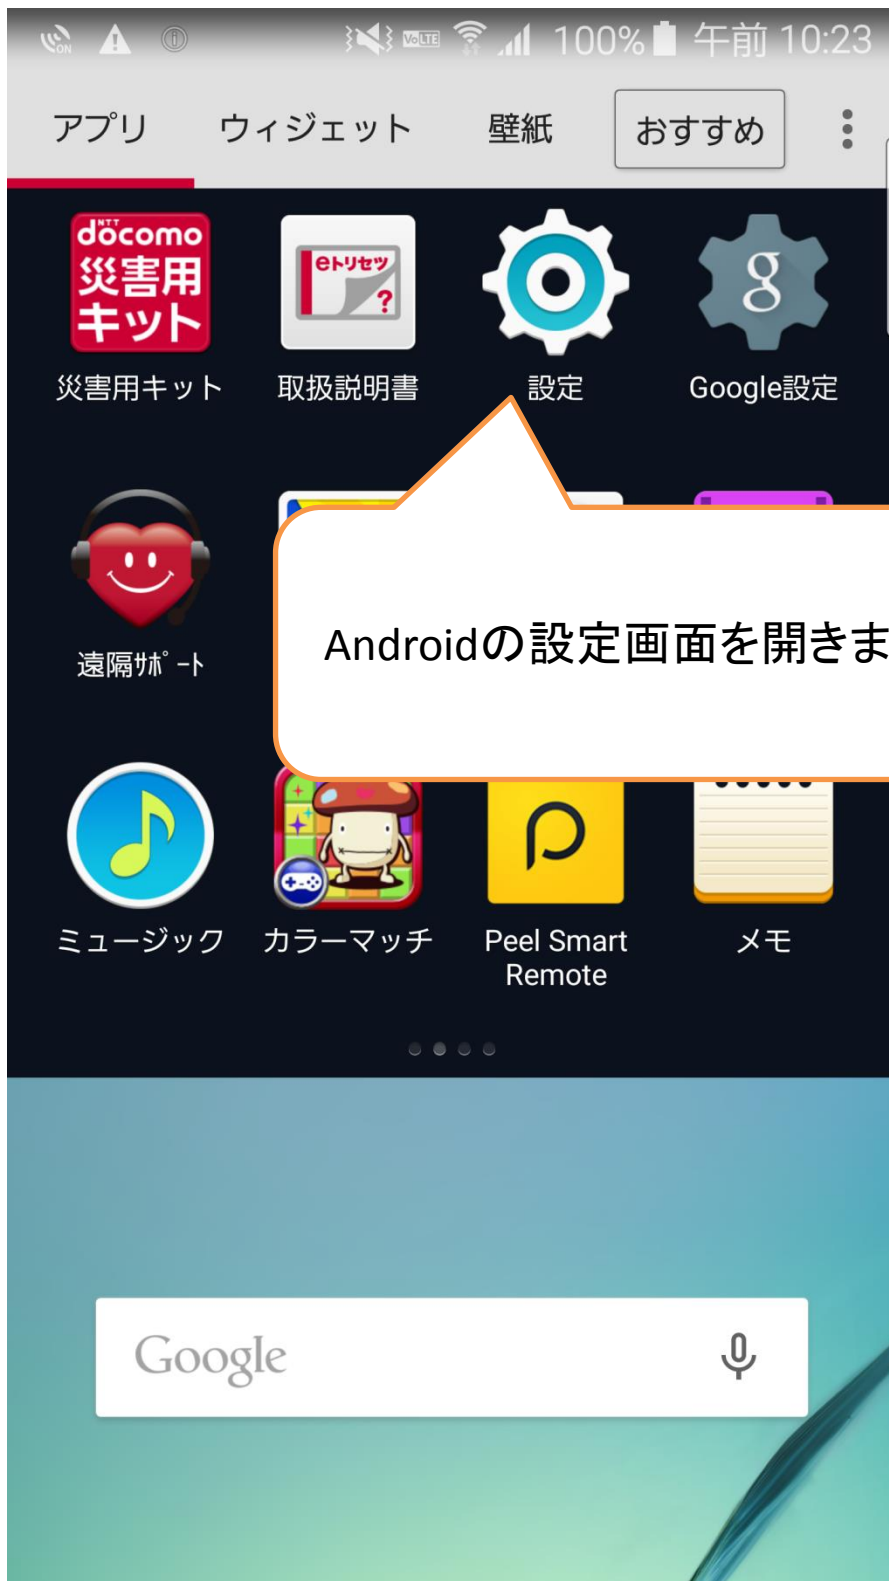 ON VoLTE 100% 午前 10:23
アプリ ウィジェット 壁紙 おすすめ
NTT
döcomo
災害用
キット
eトリセツ
?
g
災害用キット 取扱説明書 設定 Google設定
Androidの設定画面を開きま
遠隔ｻﾎﾟｰﾄ
ミュージック カラーマッチ Peel Smart Remote メモ
Google